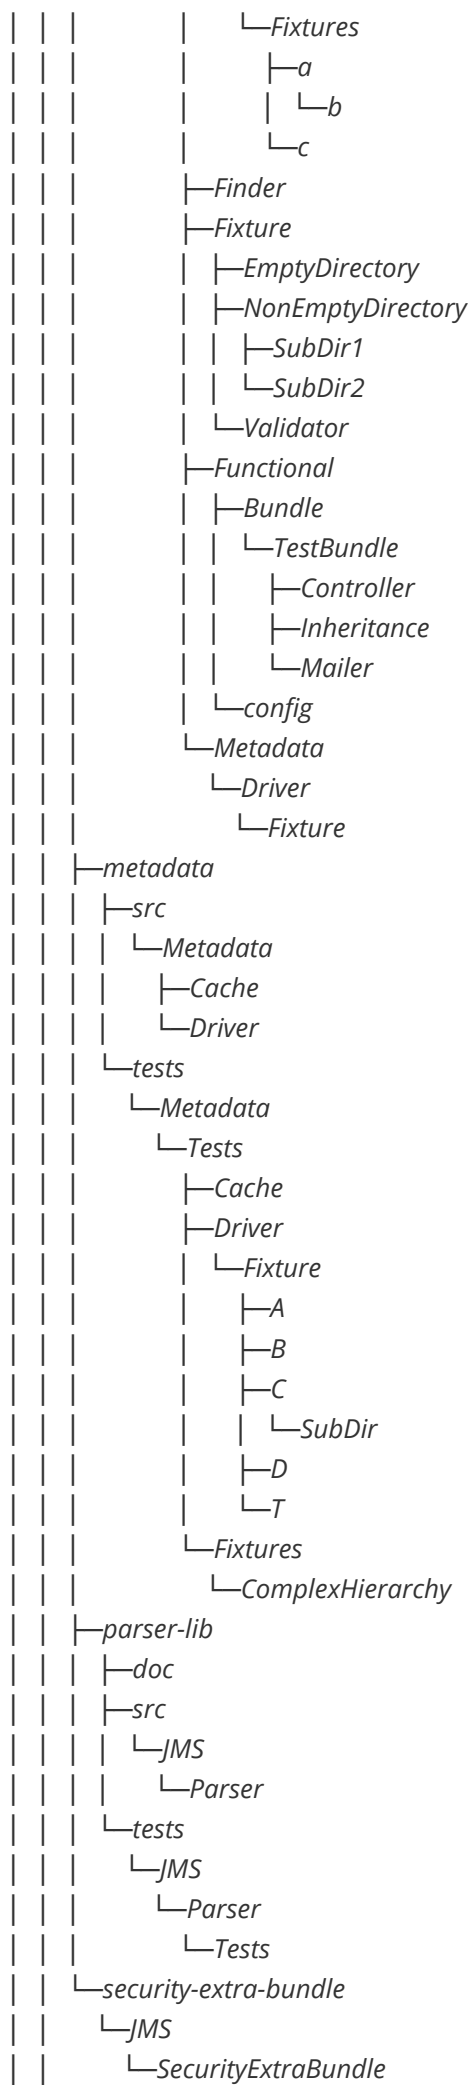 │ │ │ │ └─Fixtures
│ │ │ │ ├─a
│ │ │ │ │ └─b
│ │ │ │ └─c
│ │ │ ├─Finder
│ │ │ ├─Fixture
│ │ │ │ ├─EmptyDirectory
│ │ │ │ ├─NonEmptyDirectory
│ │ │ │ │ ├─SubDir1
│ │ │ │ │ └─SubDir2
│ │ │ │ └─Validator
│ │ │ ├─Functional
│ │ │ │ ├─Bundle
│ │ │ │ │ └─TestBundle
│ │ │ │ │ ├─Controller
│ │ │ │ │ ├─Inheritance
│ │ │ │ │ └─Mailer
│ │ │ │ └─config
│ │ │ └─Metadata
│ │ │ └─Driver
│ │ │ └─Fixture
│ │ ├─metadata
│ │ │ ├─src
│ │ │ │ └─Metadata
│ │ │ │ ├─Cache
│ │ │ │ └─Driver
│ │ │ └─tests
│ │ │ └─Metadata
│ │ │ └─Tests
│ │ │ ├─Cache
│ │ │ ├─Driver
│ │ │ │ └─Fixture
│ │ │ │ ├─A
│ │ │ │ ├─B
│ │ │ │ ├─C
│ │ │ │ │ └─SubDir
│ │ │ │ ├─D
│ │ │ │ └─T
│ │ │ └─Fixtures
│ │ │ └─ComplexHierarchy
│ │ ├─parser-lib
│ │ │ ├─doc
│ │ │ ├─src
│ │ │ │ └─JMS
│ │ │ │ └─Parser
│ │ │ └─tests
│ │ │ └─JMS
│ │ │ └─Parser
│ │ │ └─Tests
│ │ └─security-extra-bundle
│ │ └─JMS
│ │ └─SecurityExtraBundle